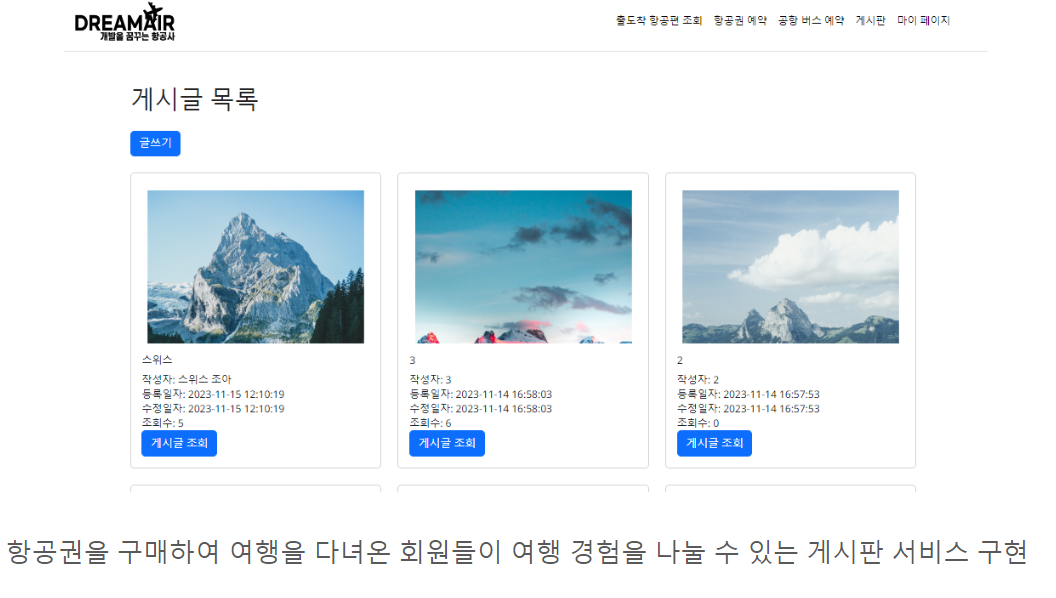 DREAMAIR
개발을 꿈꾸는 항공사
출도착 항공편 조회 항공권 예약 공항 버스 예약 게시판 마이 페이지
게시글 목록
글쓰기
스위스
작성자: 스위스 조아
등록일자: 2023-11-15 12:10:19
수정일자: 2023-11-15 12:10:19
조회수: 5
게시글 조회
3
작성자: 3
등록일자: 2023-11-14 16:58:03
수정일자: 2023-11-14 16:58:03
조회수: 6
게시글 조회
2
작성자: 2
등록일자: 2023-11-14 16:57:53
수정일자: 2023-11-14 16:57:53
조회수: 0
게시글 조회
항공권을 구매하여 여행을 다녀온 회원들이 여행 경험을 나눌 수 있는 게시판 서비스 구현